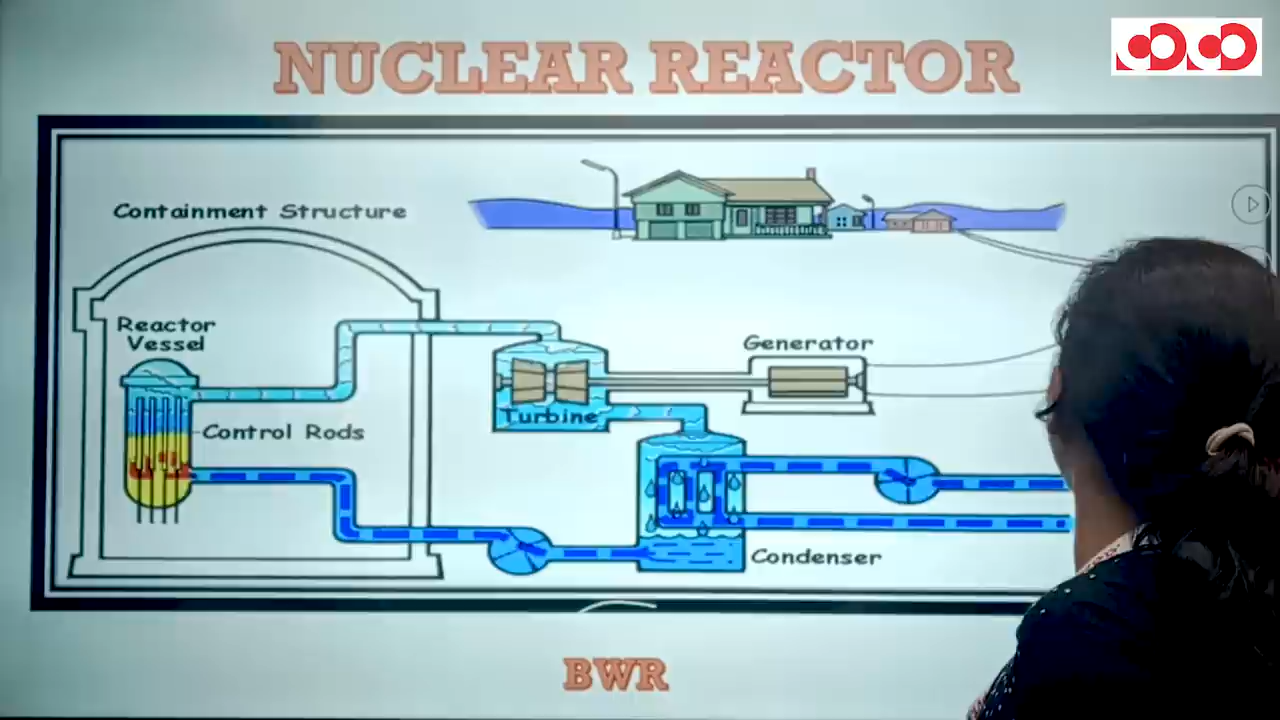 NUCLEAR REACTOR
Containment Structure
Reactor
Vessel
Control Rods
Turbine
Generator
Condenser
BWR